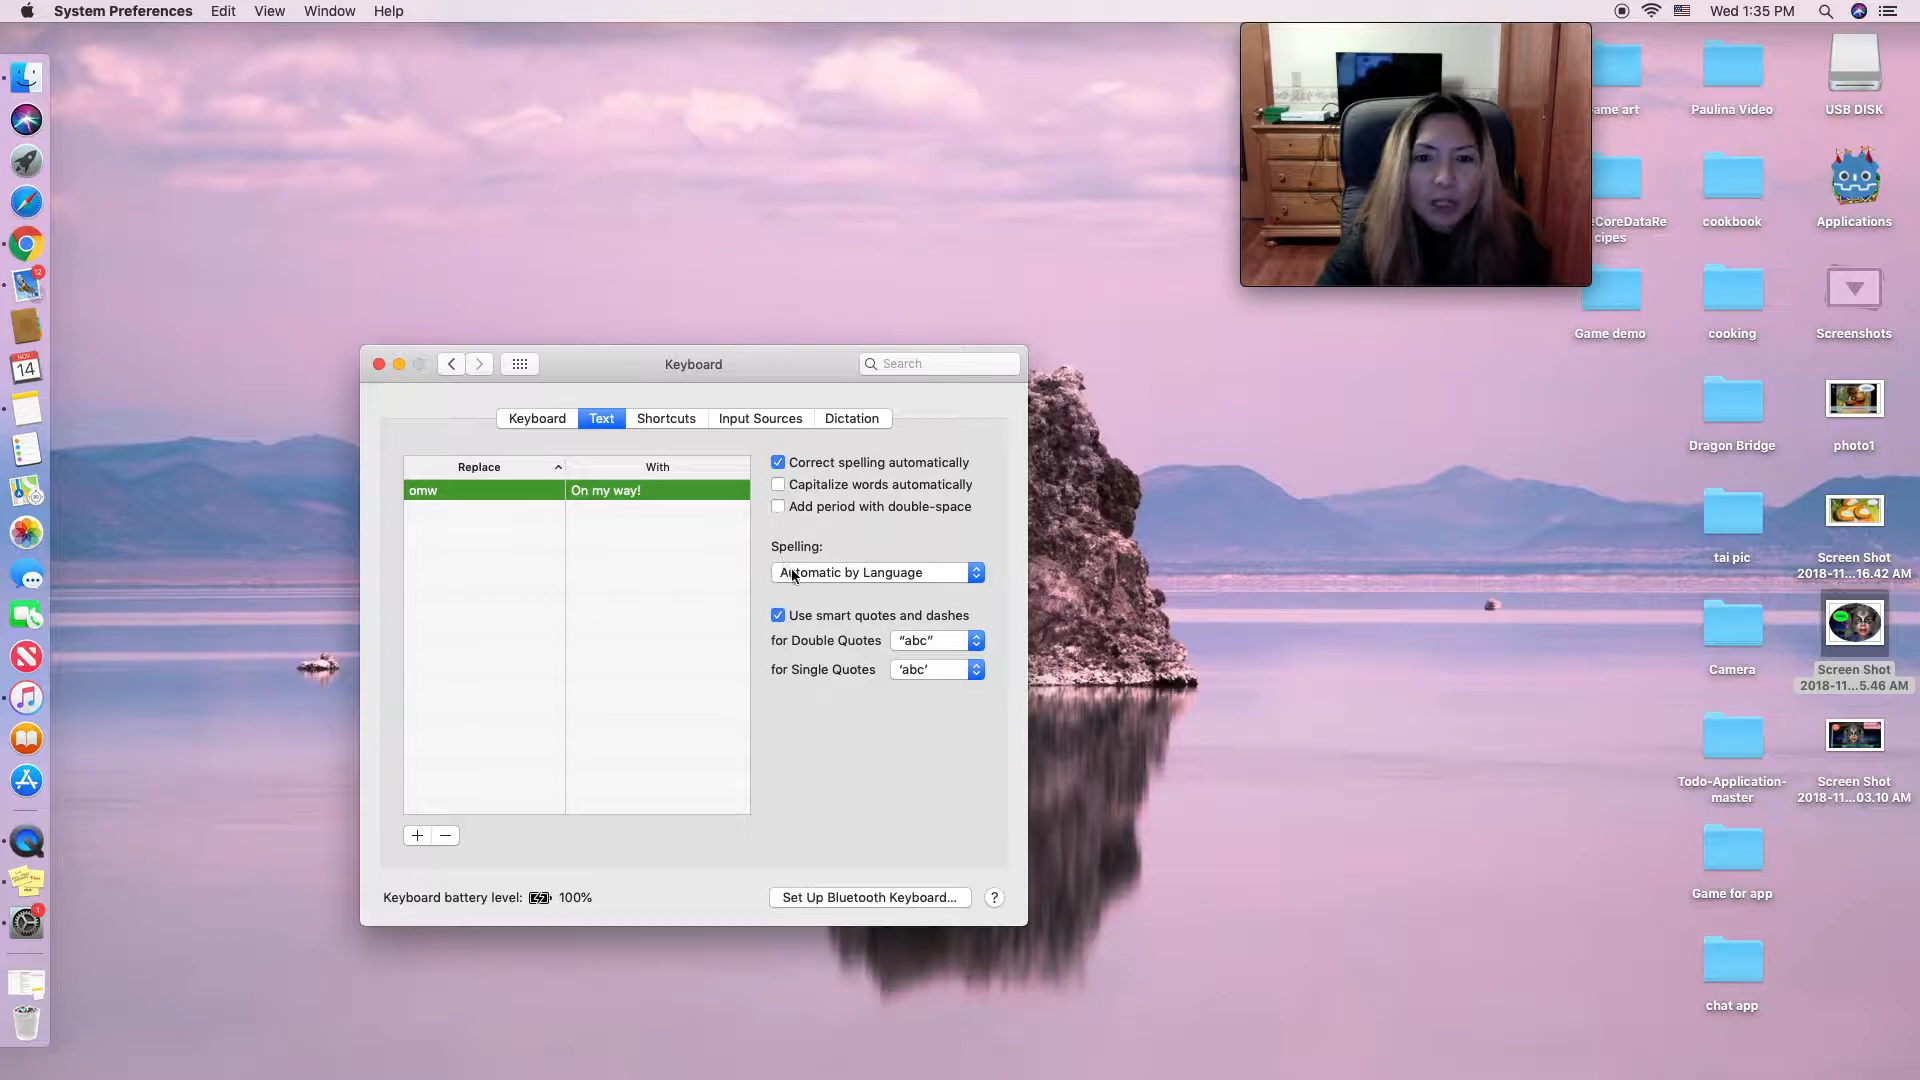 System Preferences Edit View Window Help
Wed 1:35 PM
ame art
Paulina Video
USB DISK
CoreDataRe
cipes
cookbook
Applications
Game demo
cooking
Screenshots
Dragon Bridge
photo1
tai pic
Screen Shot
2018-11...16.42 AM
Camera
Screen Shot
2018-11...5.46 AM
Todo-Application-
master
Screen Shot
2018-11...03.10 AM
Game for app
chat app
12
NOV
14
1
Keyboard
Search
Keyboard Text Shortcuts Input Sources Dictation
Replace With
omw On my way!
Correct spelling automatically
Capitalize words automatically
Add period with double-space
Spelling:
Automatic by Language
Use smart quotes and dashes
for Double Quotes “abc”
for Single Quotes ‘abc’
+ −
Keyboard battery level: 100%
Set Up Bluetooth Keyboard... ?